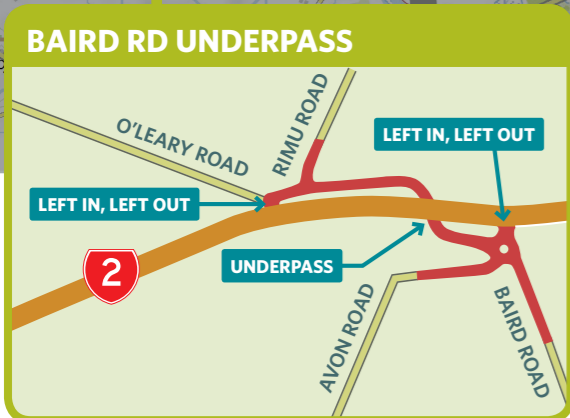 BAIRD RD UNDERPASS
O'LEARY ROAD
RIMU ROAD
LEFT IN, LEFT OUT
LEFT IN, LEFT OUT
2
UNDERPASS
AVON ROAD
BAIRD ROAD